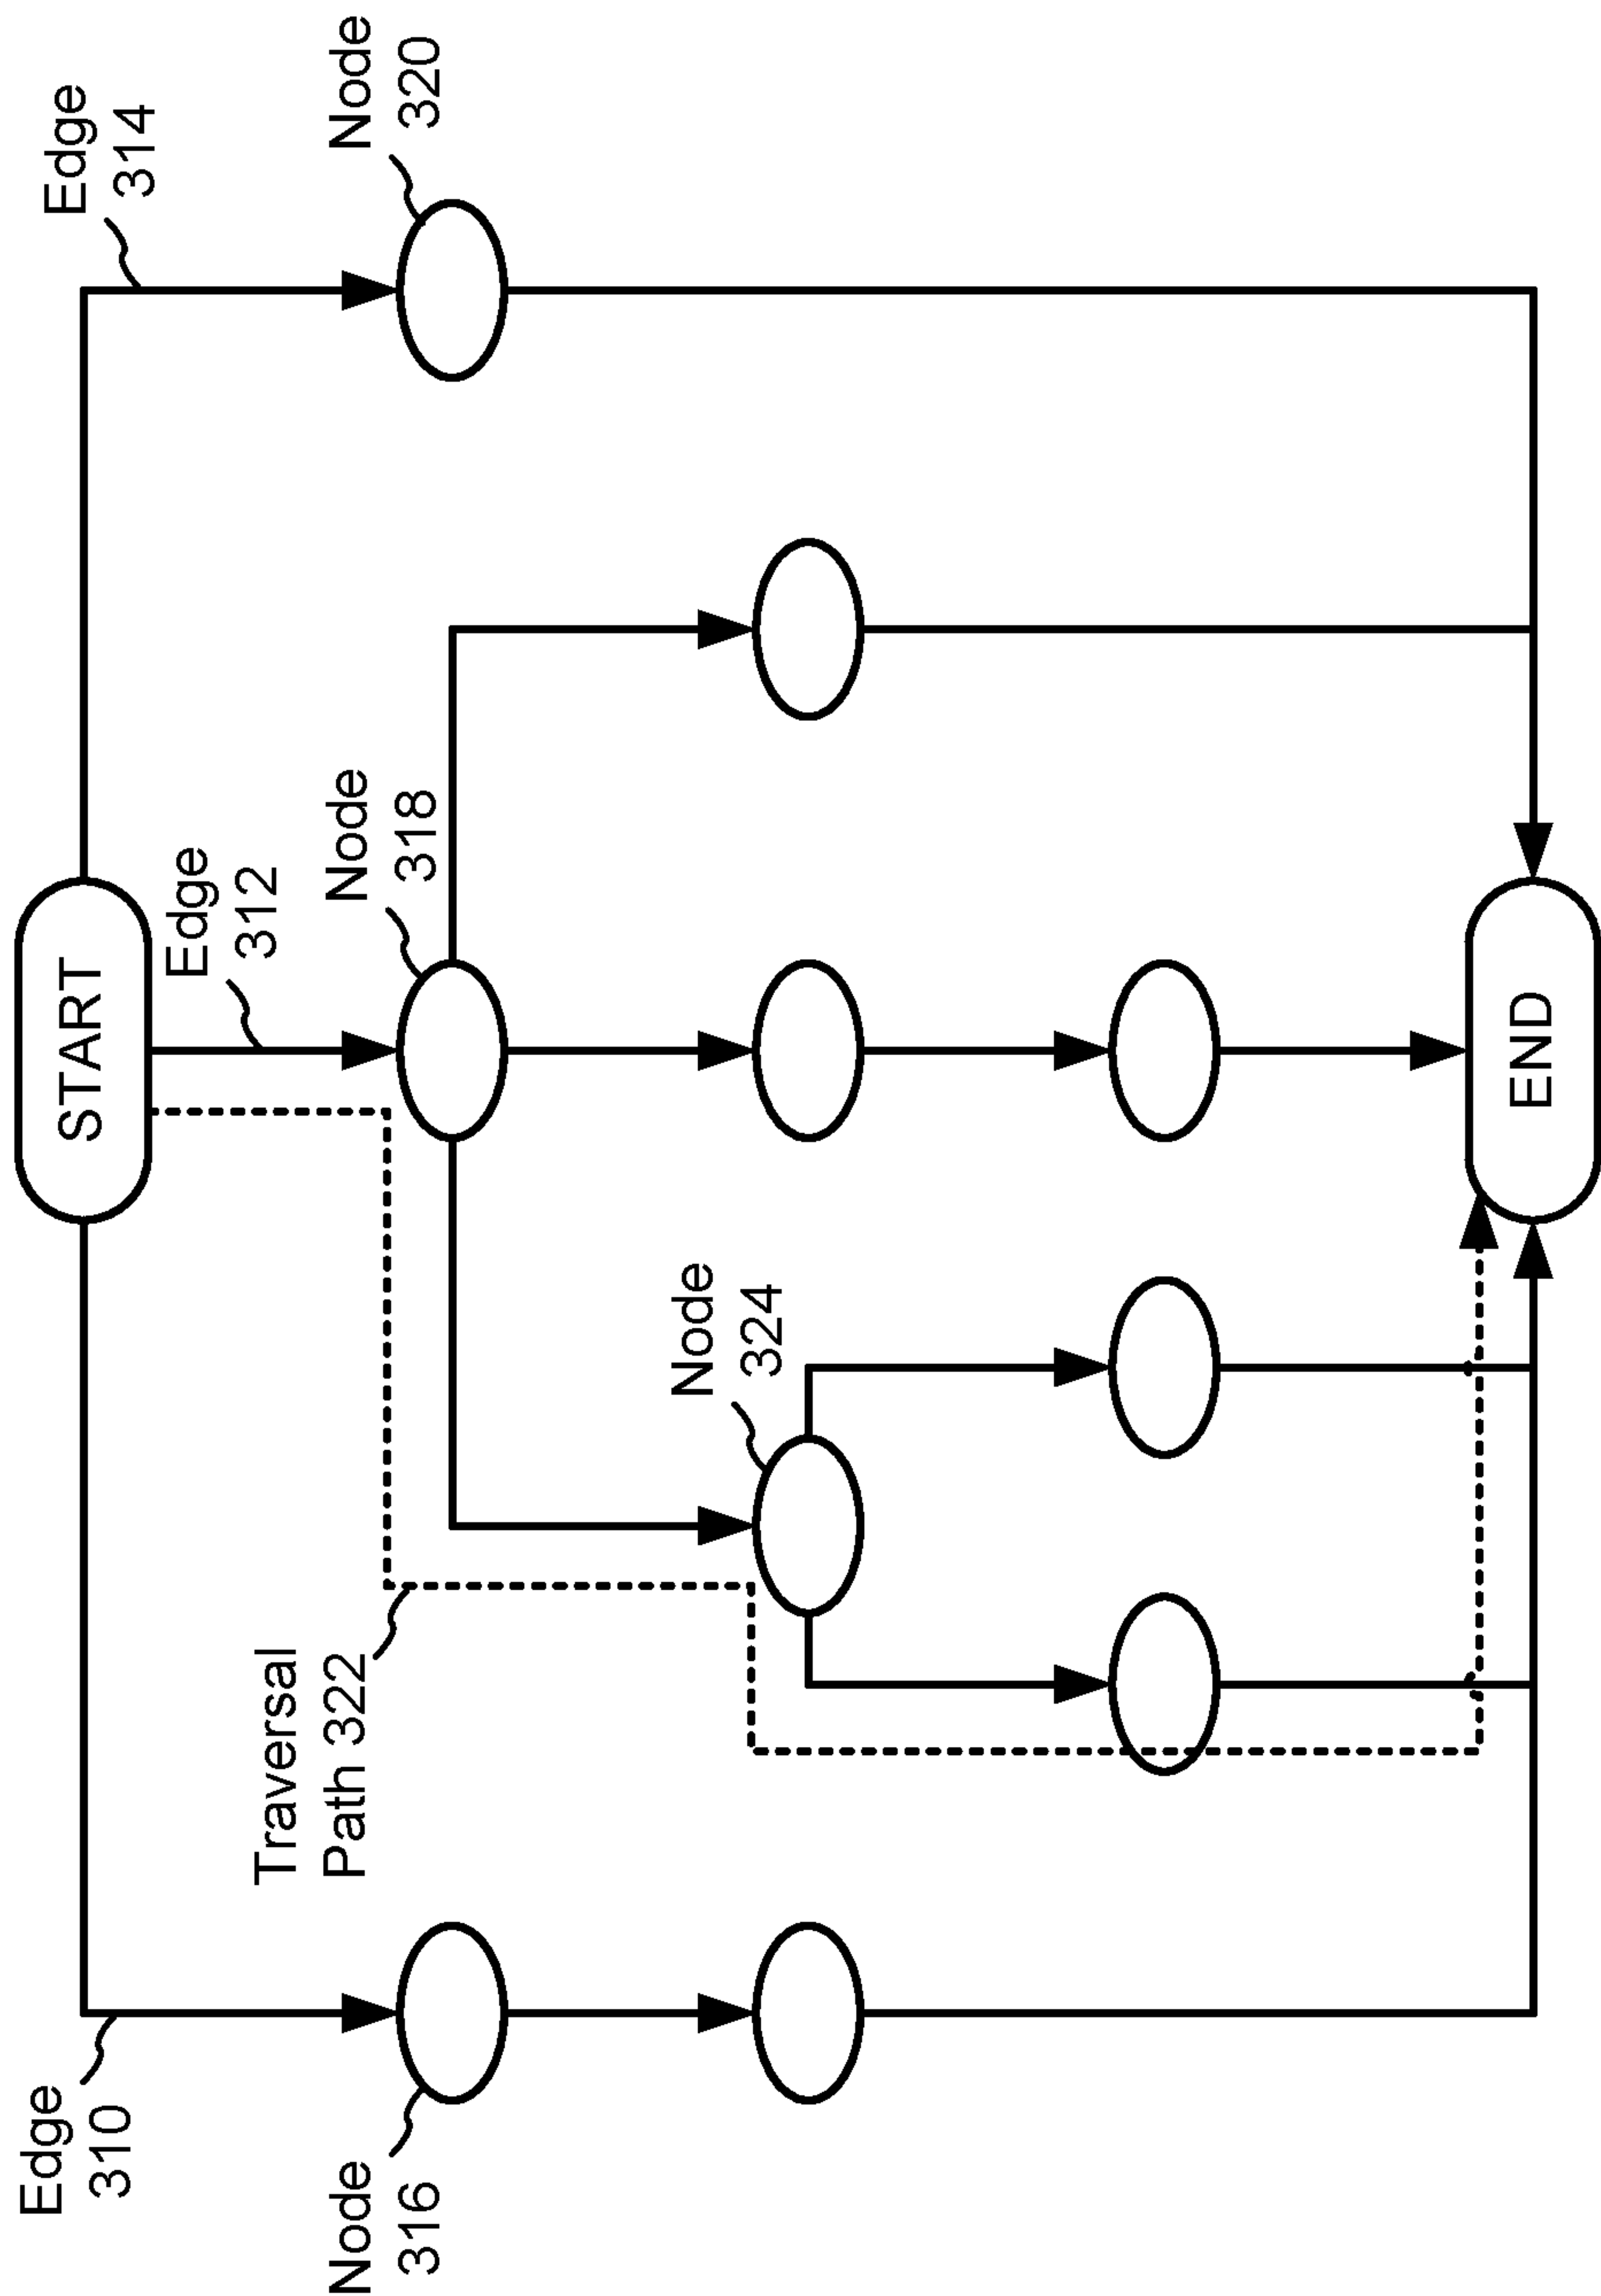 START
Edge
310
Edge
312
Edge
314
Node
316
Traversal
Path 322
Node
318
Node
320
Node
324
END